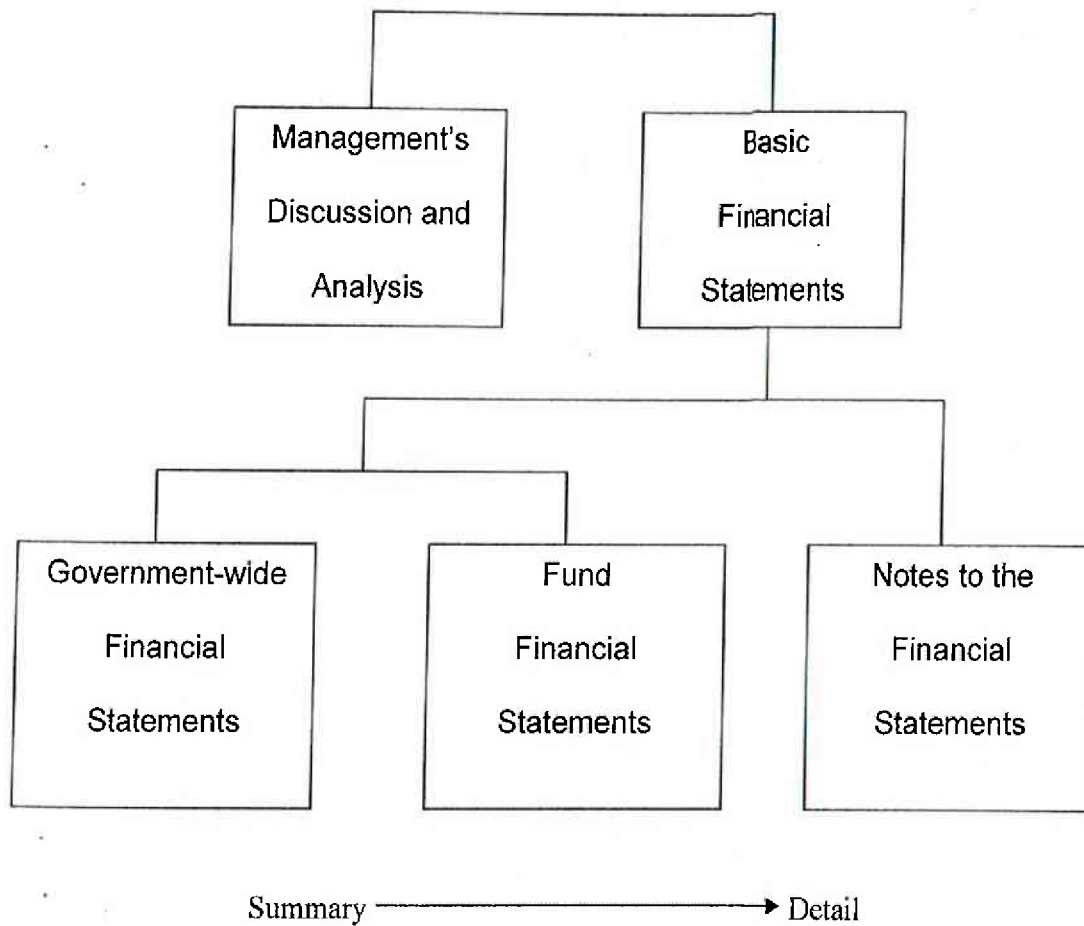 Management's
Discussion and
Analysis
Basic
Financial
Statements
Government-wide
Financial
Statements
Fund
Financial
Statements
Notes to the
Financial
Statements
Summary Detail